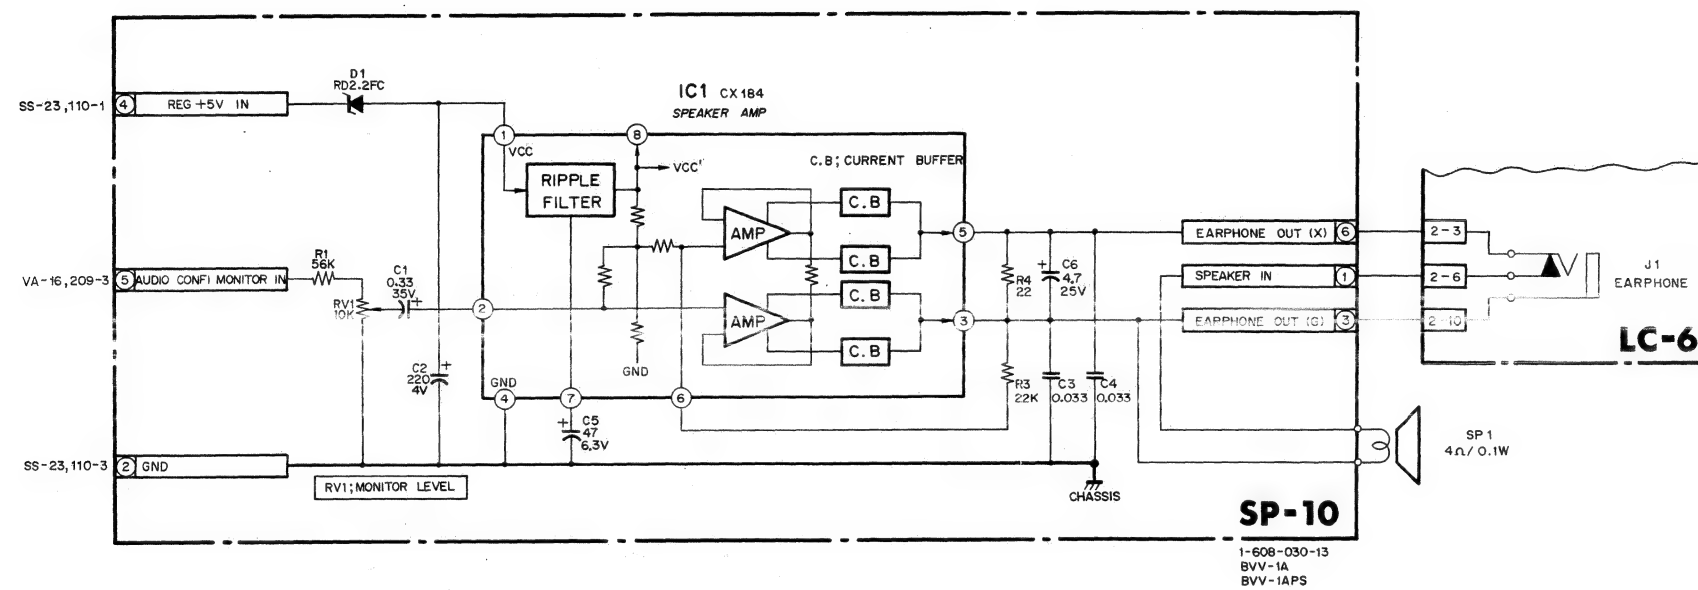 SS-23,110-1
4
REG +5V IN
D1
RD2.2FC
IC1 CX184
SPEAKER AMP
1
VCC
8
VCC'
C.B; CURRENT BUFFER
RIPPLE
FILTER
AMP
C.B
C.B
5
VA-16,209-3
5
AUDIO CONFI MONITOR IN
R1
56K
RV1
10K
C1
0.33
35V
+
2
AMP
C.B
C.B
3
GND
C2
220
4V
+
GND
4
7
6
C5
47
6.3V
+
R4
22
C6
4.7
25V
+
R3
22K
C3
0.033
C4
0.033
EARPHONE OUT (X)
6
SPEAKER IN
1
EAPPHONE OUT (G)
3
2-3
2-6
2-10
J1
EARPHONE
LC-6
SS-23,110-3
2
GND
RV1; MONITOR LEVEL
CHASSIS
SP1
4Ω/0.1W
SP-10
1-608-030-13
BVV-1A
BVV-1APS